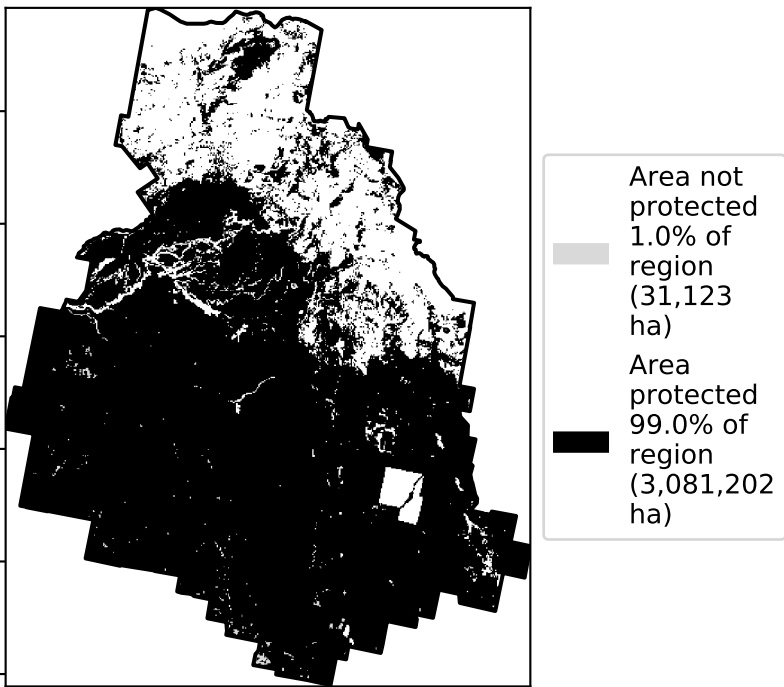 Area not
protected
1.0% of
region
(31,123
ha)
Area
protected
99.0% of
region
(3,081,202
ha)